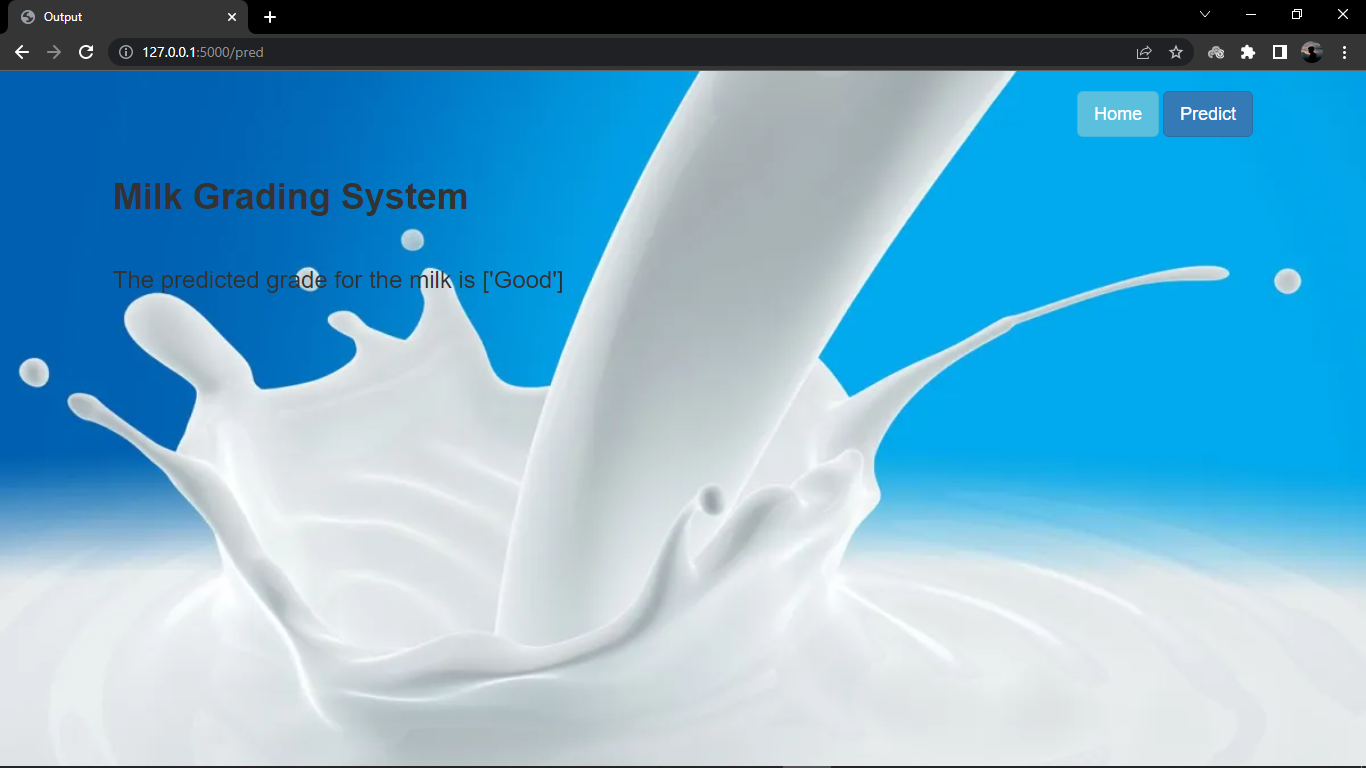 Output
127.0.0.1:5000/pred
Home Predict
Milk Grading System
The predicted grade for the milk is ['Good']